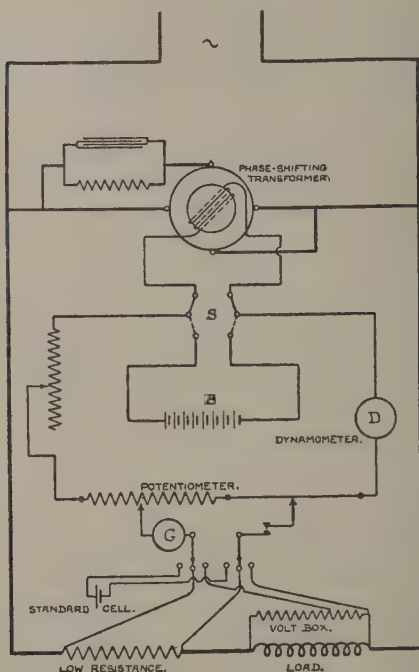 ~
PHASE-SHIFTING
TRANSFORMER.
S
B
D
DYNAMOMETER.
POTENTIOMETER.
G
STANDARD
CELL.
VOLT BOX.
LOW RESISTANCE.
LOAD.